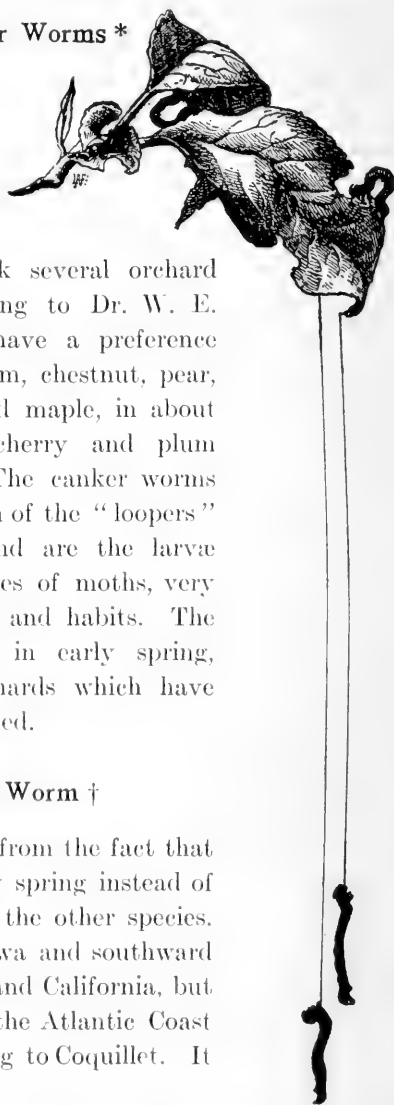 r Worms *
k several orchard
ng to Dr. W. E.
have a preference
m, chestnut, pear,
d maple, in about
cherry and plum
The canker worms
n of the "loopers"
nd are the larvæ
es of moths, very
and habits. The
in early spring,
hards which have
ed.
Worm †
from the fact that
y spring instead of
the other species.
wa and southward
and California, but
the Atlantic Coast
g to Coquillet. It